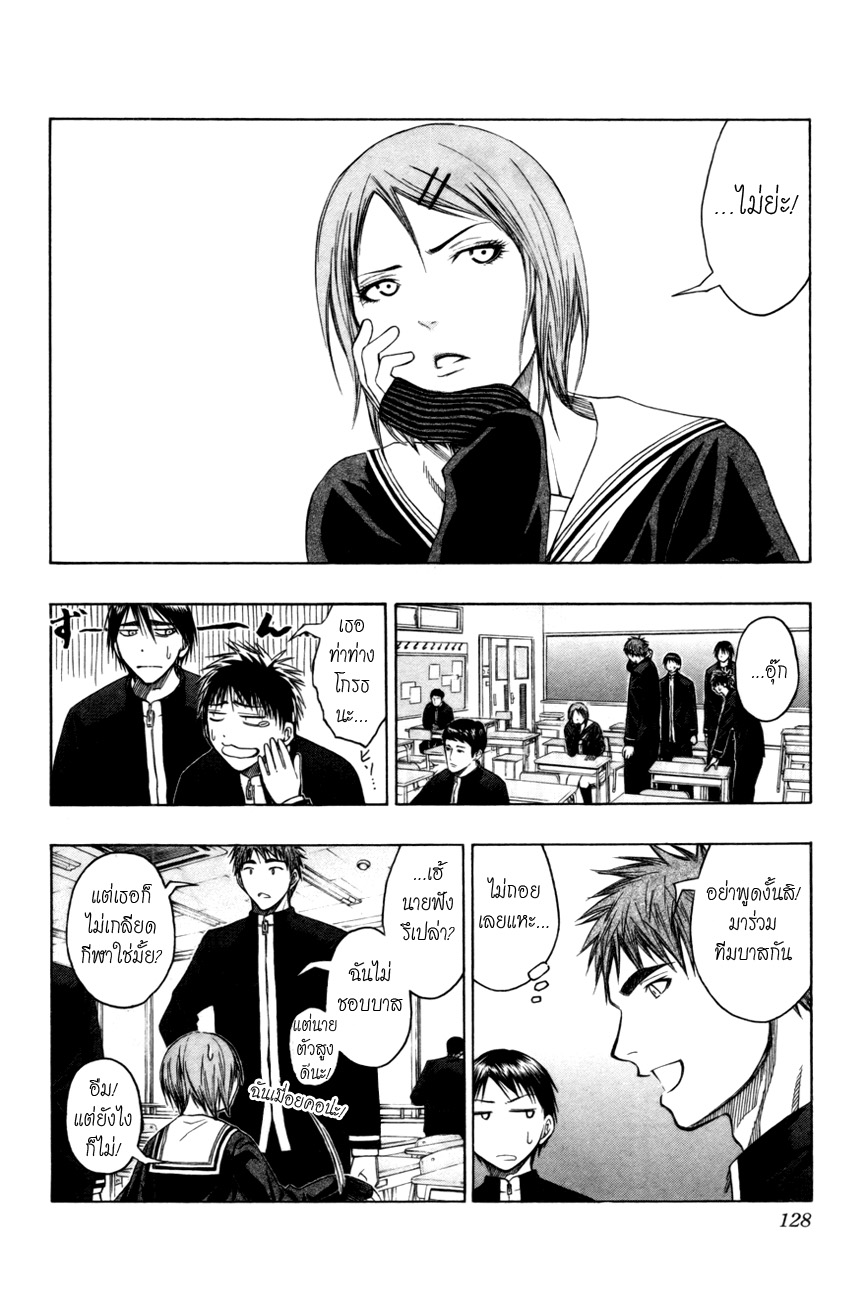 ...ไม่ย่ะ!
...อุ๊ก
เธอ
ท่าท่าง
โกรธ
นะ...
ずーーん
อย่าพูดงั้นสิ!
มาร่วม
ทีมบาสกัน
ไม่ถอย
เลยแหะ...
...เฮ้
นายฟัง
รึเปล่า?
ฉันไม่
ชอบบาส
แต่นาย
ตัวสูง
ดีนะ!
ฉันเมื่อยคอปะ!
แต่เธอก็
ไม่เกลียด
กีฬาใช่มั้ย?
อืม!
แต่ยังไง
ก็ไม่!
128